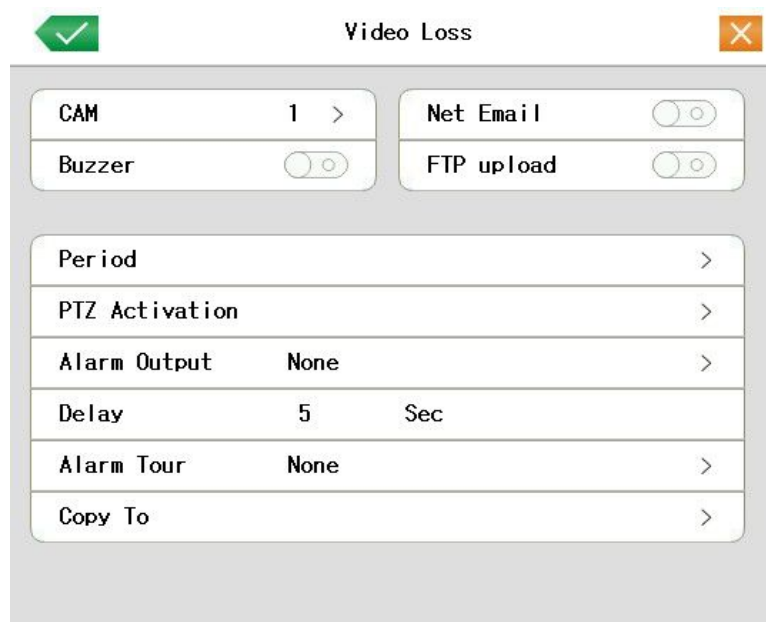 Video Loss
CAM 1 >
Net Email
Buzzer
FTP upload
Period >
PTZ Activation >
Alarm Output None >
Delay 5 Sec
Alarm Tour None >
Copy To >